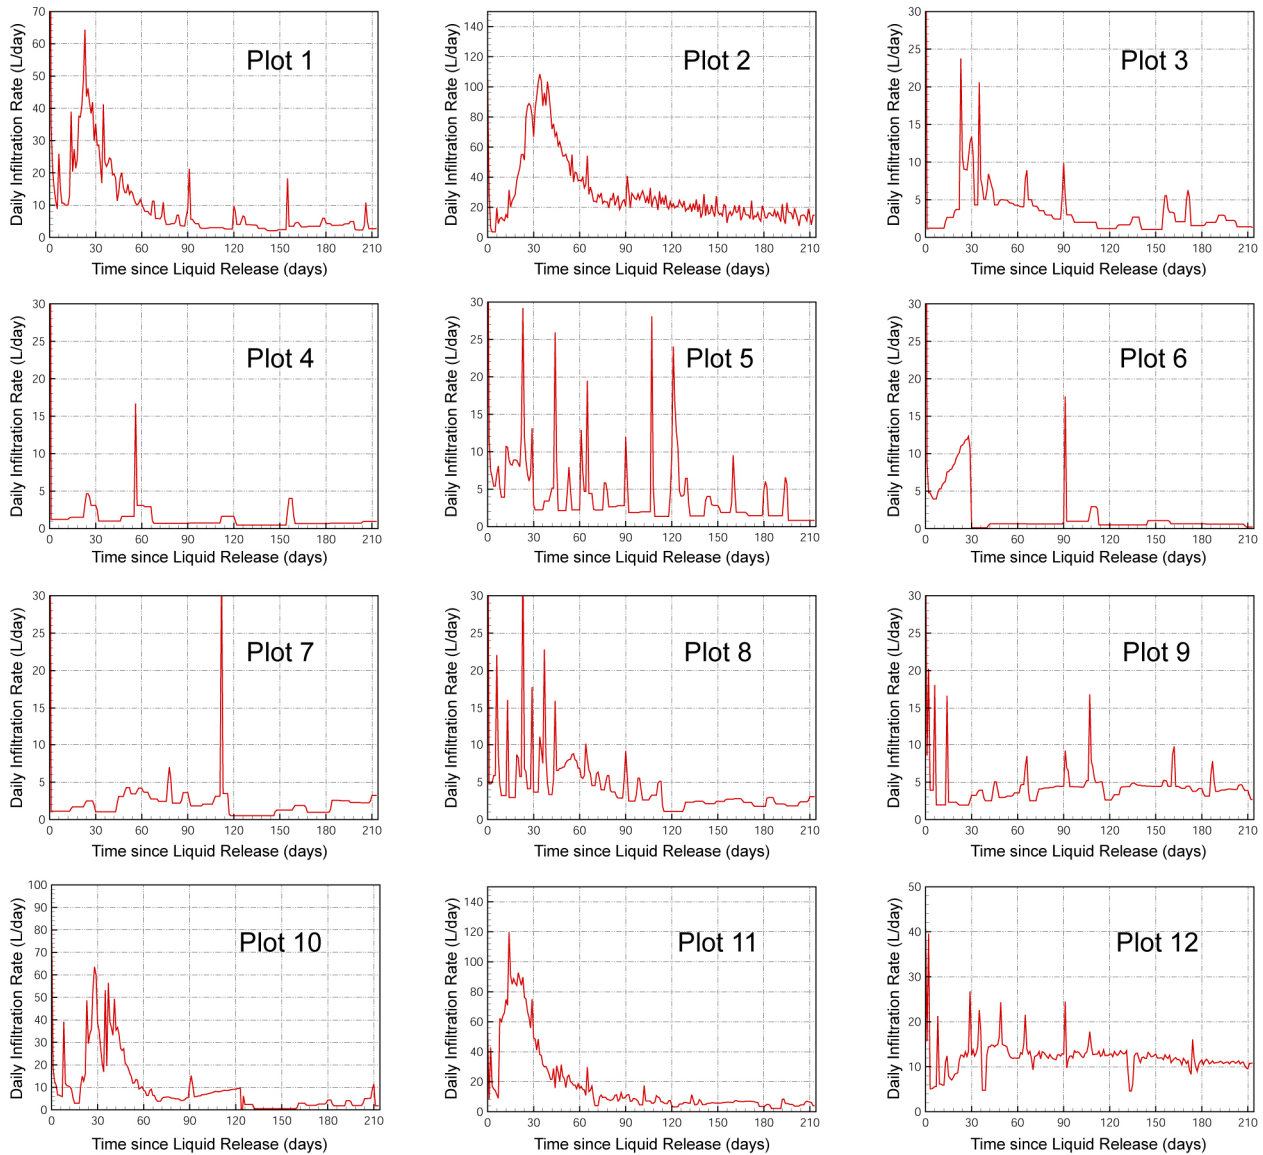 70
60
50
40
30
20
10
0
Daily Infiltration Rate (L/day)
Plot 1
0 30 60 90 120 150 180 210
Time since Liquid Release (days)
140
120
100
80
60
40
20
0
Daily Infiltration Rate (L/day)
Plot 2
0 30 60 90 120 150 180 210
Time since Liquid Release (days)
30
25
20
15
10
5
0
Daily Infiltration Rate (L/day)
Plot 3
0 30 60 90 120 150 180 210
Time since Liquid Release (days)
30
25
20
15
10
5
0
Daily Infiltration Rate (L/day)
Plot 4
0 30 60 90 120 150 180 210
Time since Liquid Release (days)
30
25
20
15
10
5
0
Daily Infiltration Rate (L/day)
Plot 5
0 30 60 90 120 150 180 210
Time since Liquid Release (days)
30
25
20
15
10
5
0
Daily Infiltration Rate (L/day)
Plot 6
0 30 60 90 120 150 180 210
Time since Liquid Release (days)
30
25
20
15
10
5
0
Daily Infiltration Rate (L/day)
Plot 7
0 30 60 90 120 150 180 210
Time since Liquid Release (days)
30
25
20
15
10
5
0
Daily Infiltration Rate (L/day)
Plot 8
0 30 60 90 120 150 180 210
Time since Liquid Release (days)
30
25
20
15
10
5
0
Daily Infiltration Rate (L/day)
Plot 9
0 30 60 90 120 150 180 210
Time since Liquid Release (days)
100
90
80
70
60
50
40
30
20
10
0
Daily Infiltration Rate (L/day)
Plot 10
0 30 60 90 120 150 180 210
Time since Liquid Release (days)
140
120
100
80
60
40
20
0
Daily Infiltration Rate (L/day)
Plot 11
0 30 60 90 120 150 180 210
Time since Liquid Release (days)
50
40
30
20
10
0
Daily Infiltration Rate (L/day)
Plot 12
0 30 60 90 120 150 180 210
Time since Liquid Release (days)